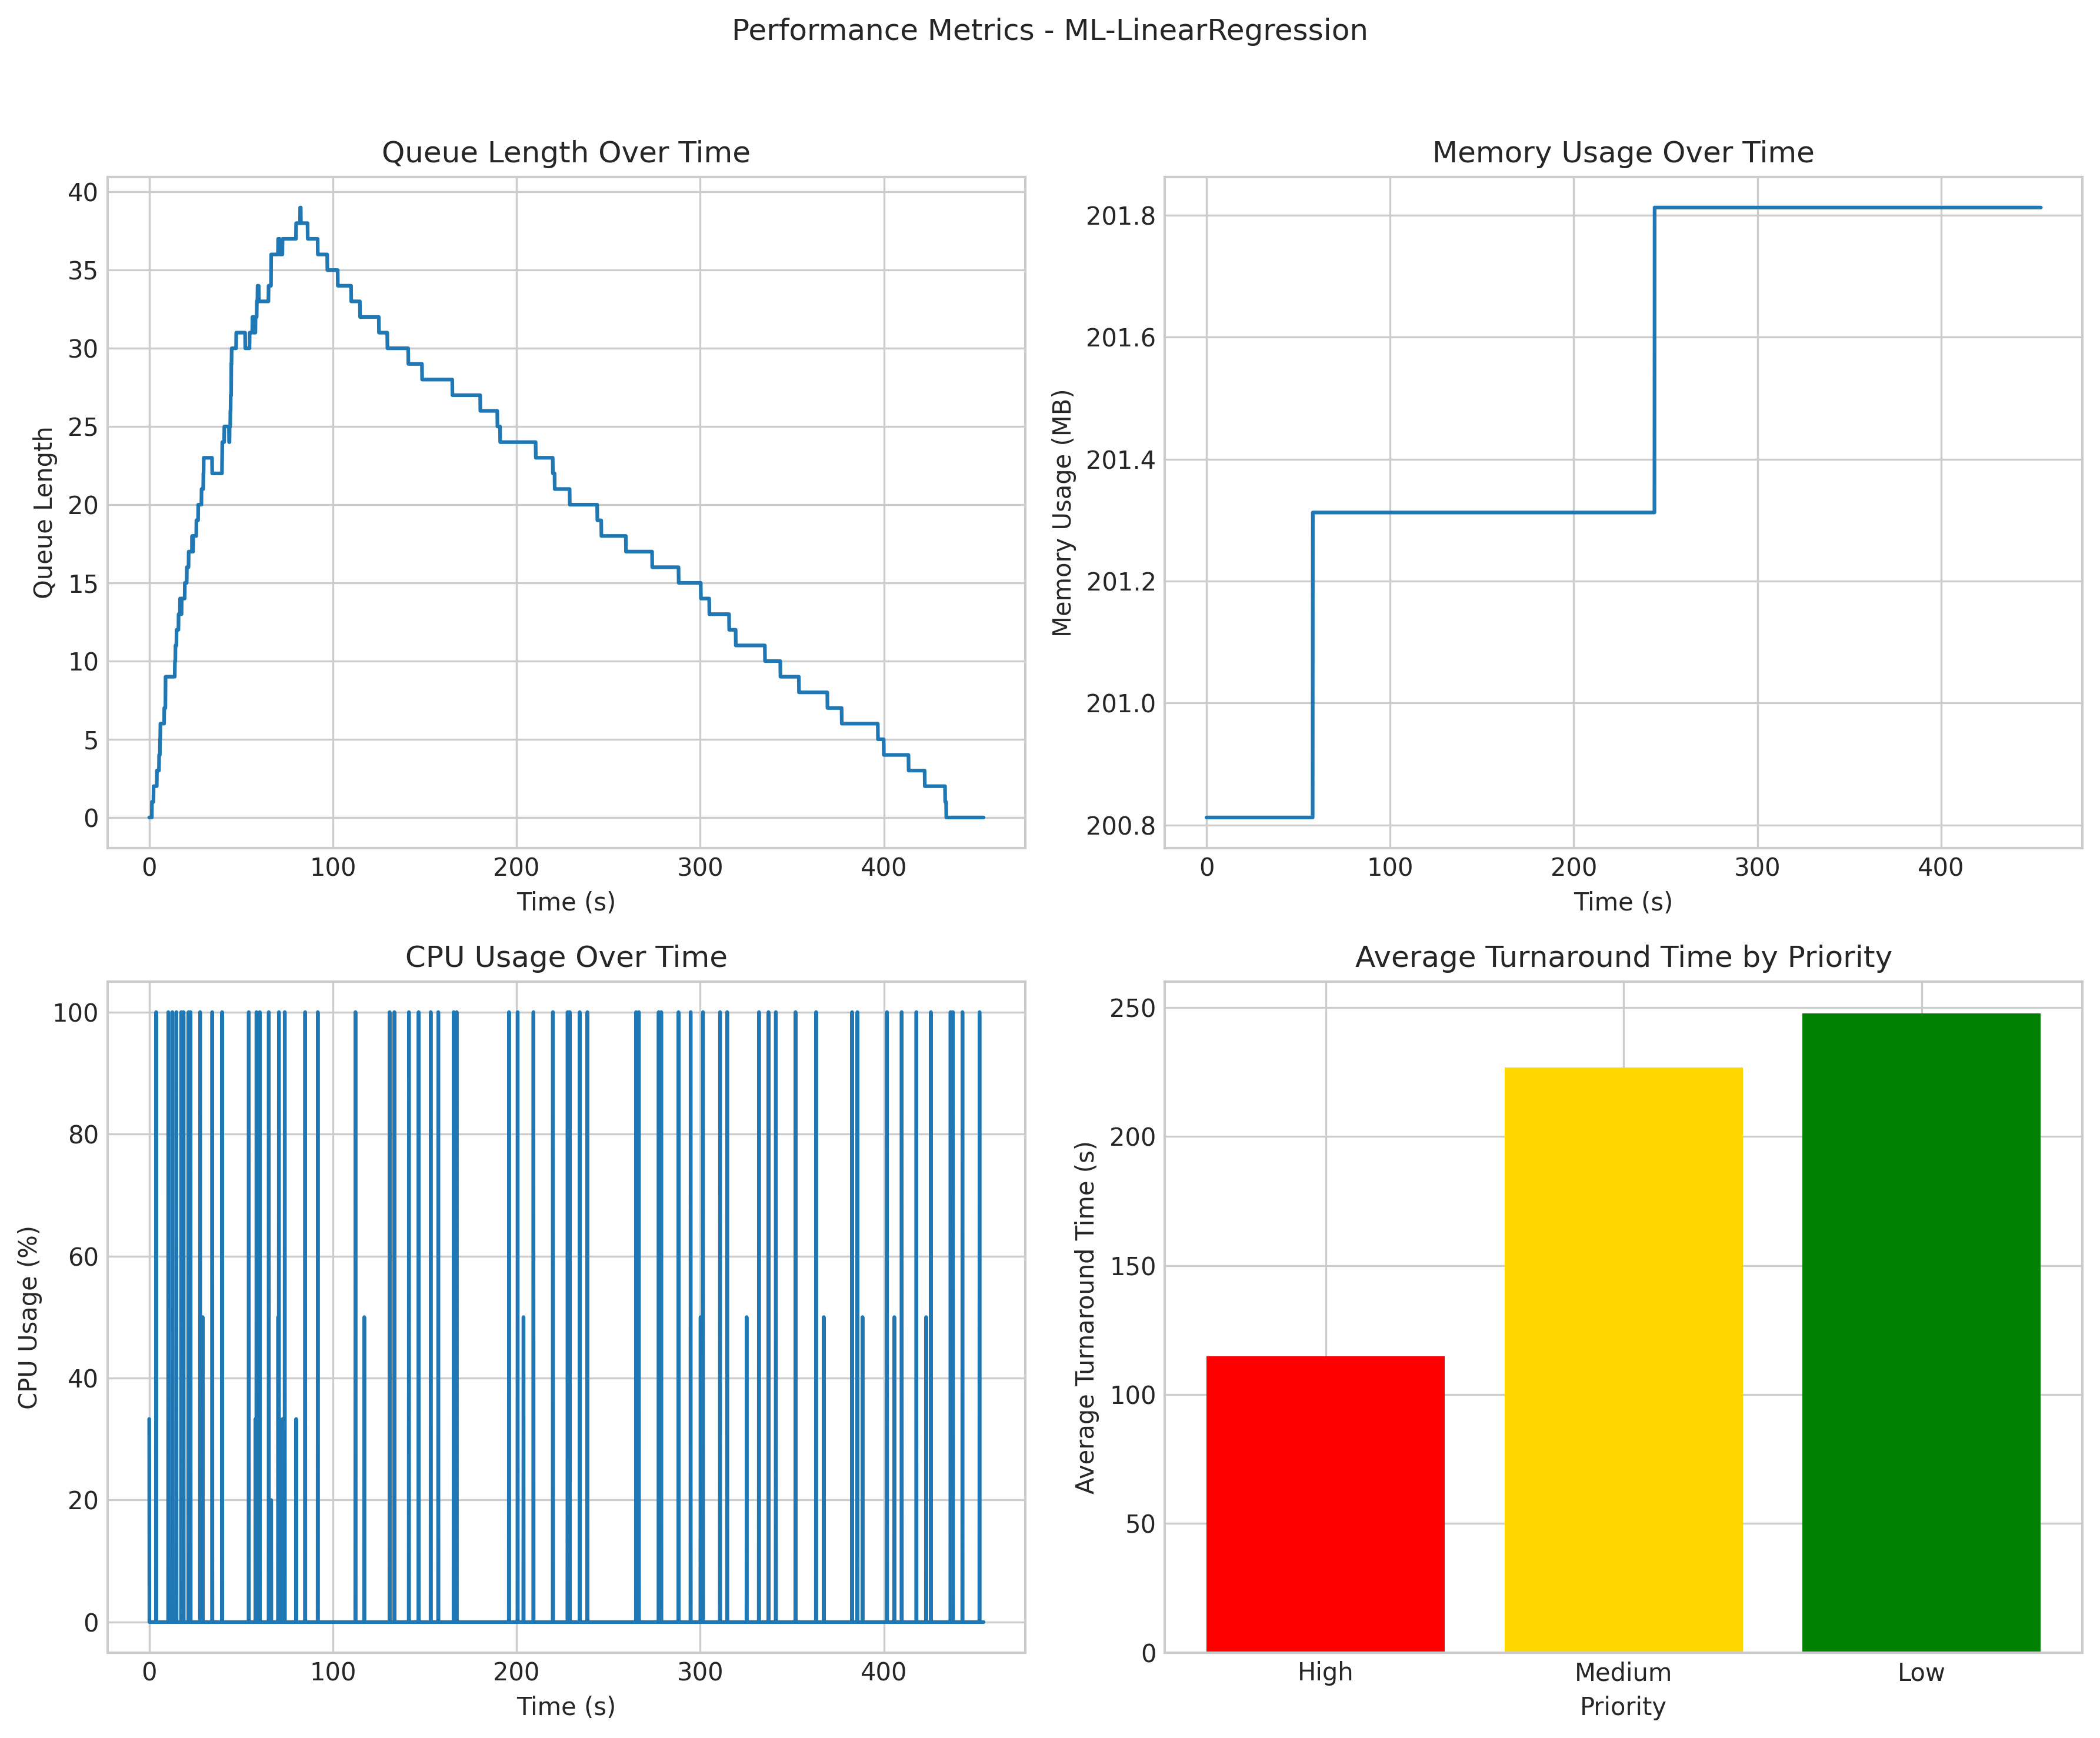 Performance Metrics - ML-LinearRegression
Queue Length Over Time
Queue Length
40
35
30
25
20
15
10
5
0
0 100 200 300 400
Time (s)
Memory Usage Over Time
Memory Usage (MB)
201.8
201.6
201.4
201.2
201.0
200.8
0 100 200 300 400
Time (s)
CPU Usage Over Time
CPU Usage (%)
100
80
60
40
20
0
0 100 200 300 400
Time (s)
Average Turnaround Time by Priority
Average Turnaround Time (s)
250
200
150
100
50
0
High Medium Low
Priority